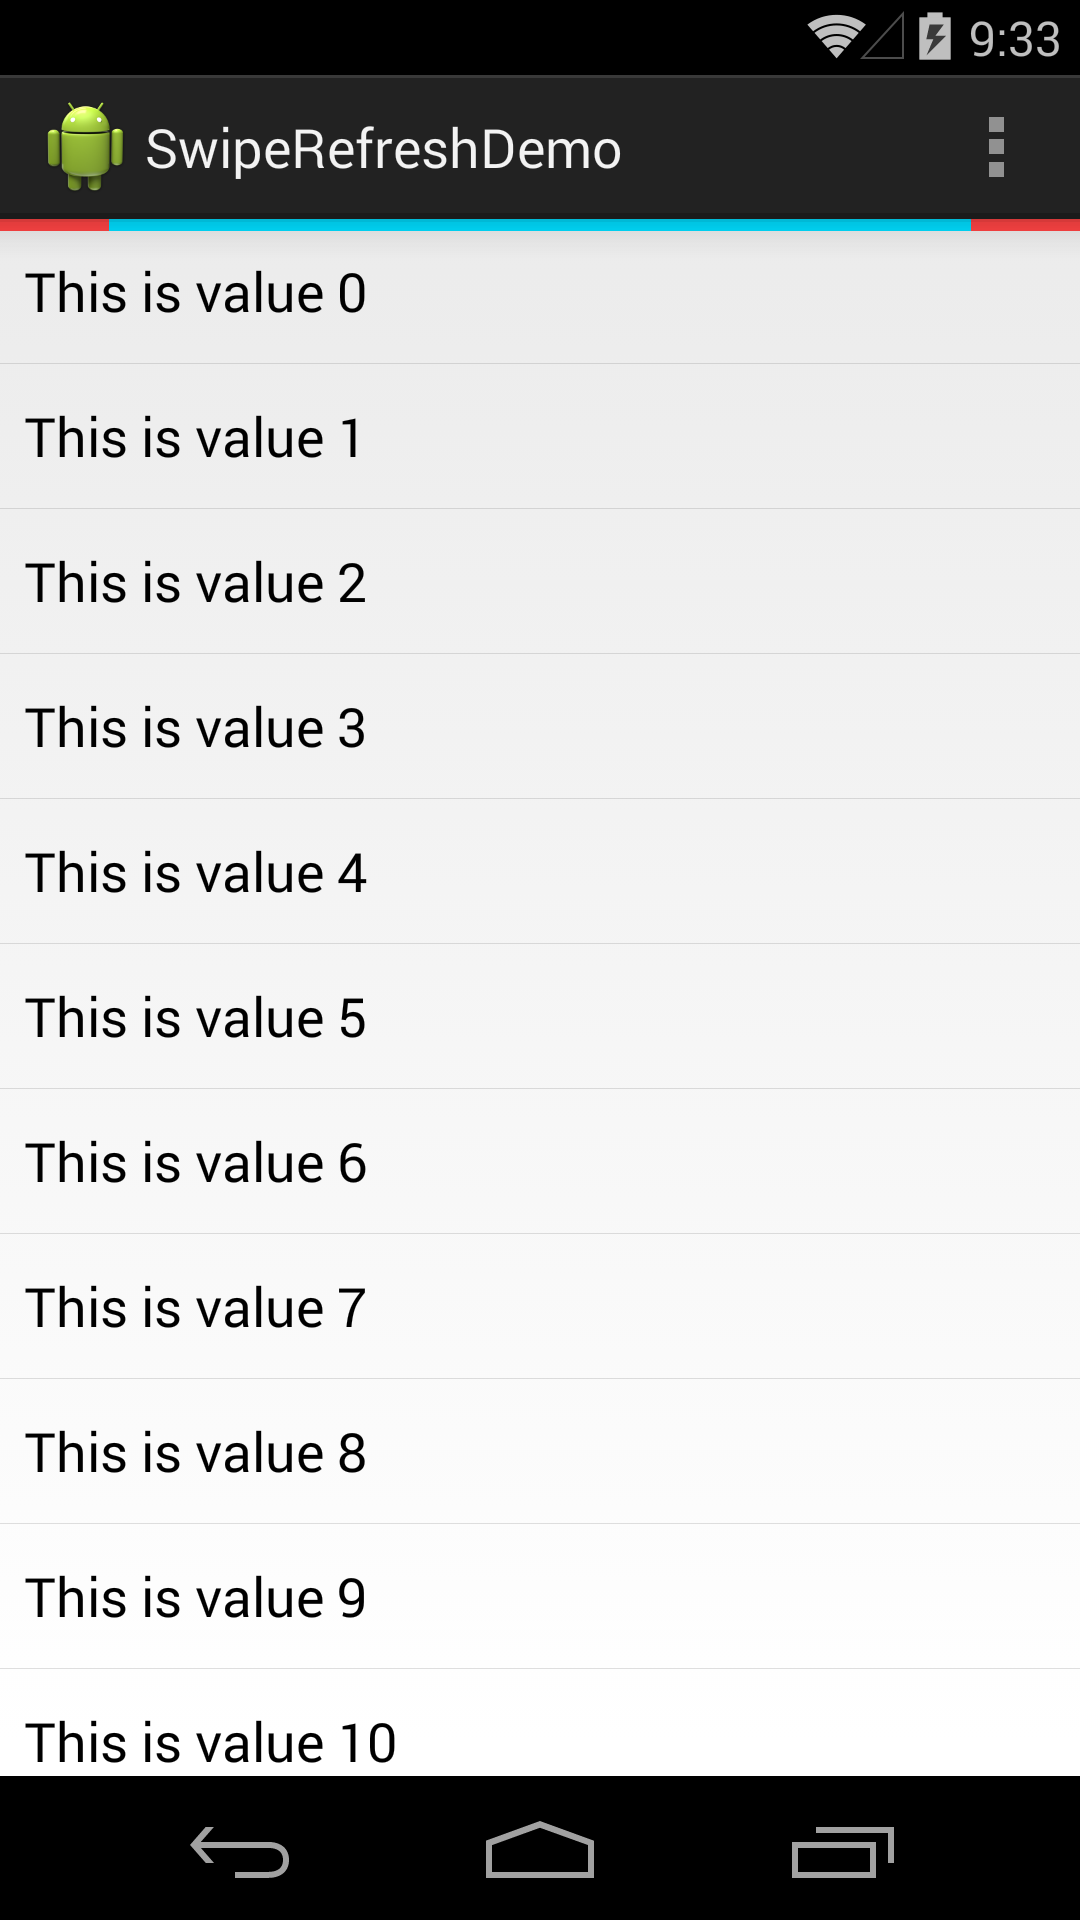 9:33
SwipeRefreshDemo
This is value 0
This is value 1
This is value 2
This is value 3
This is value 4
This is value 5
This is value 6
This is value 7
This is value 8
This is value 9
This is value 10